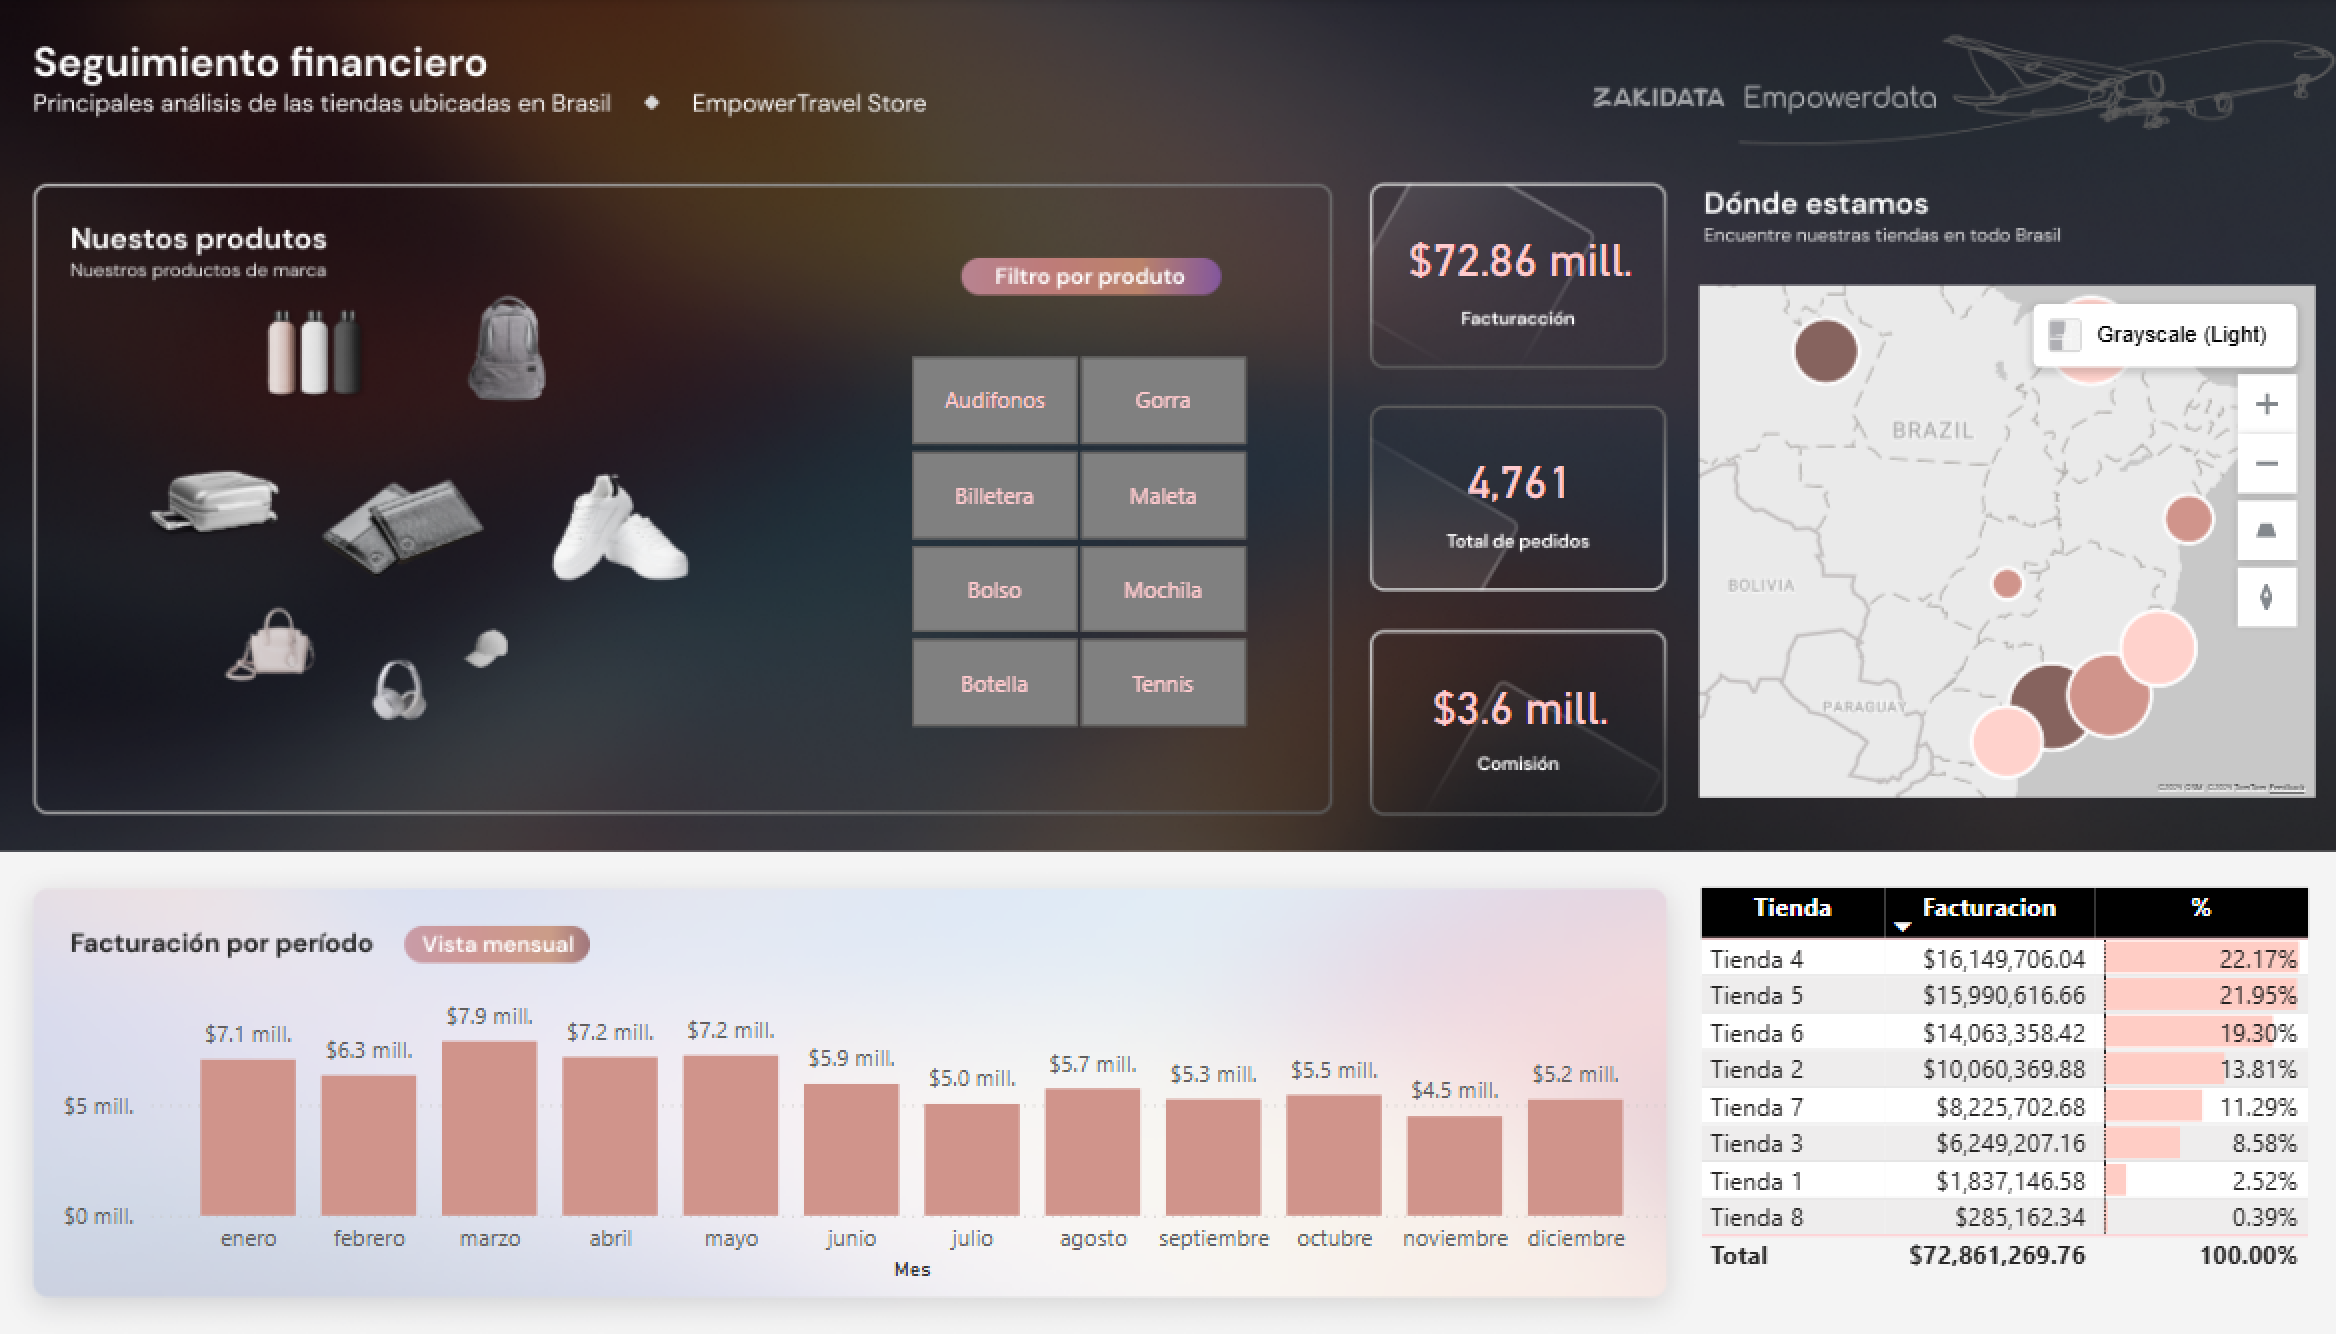 Seguimiento financiero
Principales análisis de las tiendas ubicadas en Brasil ◆ EmpowerTravel Store
ZAKIDATA Empowerdata
Nuestos produtos
Nuestros productos de marca
Filtro por produto
Audífonos Gorra
Billetera Maleta
Bolso Mochila
Botella Tennis
$72.86 mill.
Facturacción
4,761
Total de pedidos
$3.6 mill.
Comisión
Dónde estamos
Encuentre nuestras tiendas en todo Brasil
Grayscale (Light)
BRAZIL
BOLIVIA
PARAGUAY
©2024 OSM ©2024 TomTom Feedback
Facturación por período Vista mensual
$7.1 mill. $6.3 mill. $7.9 mill. $7.2 mill. $7.2 mill. $5.9 mill. $5.0 mill. $5.7 mill. $5.3 mill. $5.5 mill. $4.5 mill. $5.2 mill.
$5 mill.
$0 mill.
enero febrero marzo abril mayo junio julio agosto septiembre octubre noviembre diciembre
Mes
Tienda Facturacion %
Tienda 4 $16,149,706.04 22.17%
Tienda 5 $15,990,616.66 21.95%
Tienda 6 $14,063,358.42 19.30%
Tienda 2 $10,060,369.88 13.81%
Tienda 7 $8,225,702.68 11.29%
Tienda 3 $6,249,207.16 8.58%
Tienda 1 $1,837,146.58 2.52%
Tienda 8 $285,162.34 0.39%
Total $72,861,269.76 100.00%